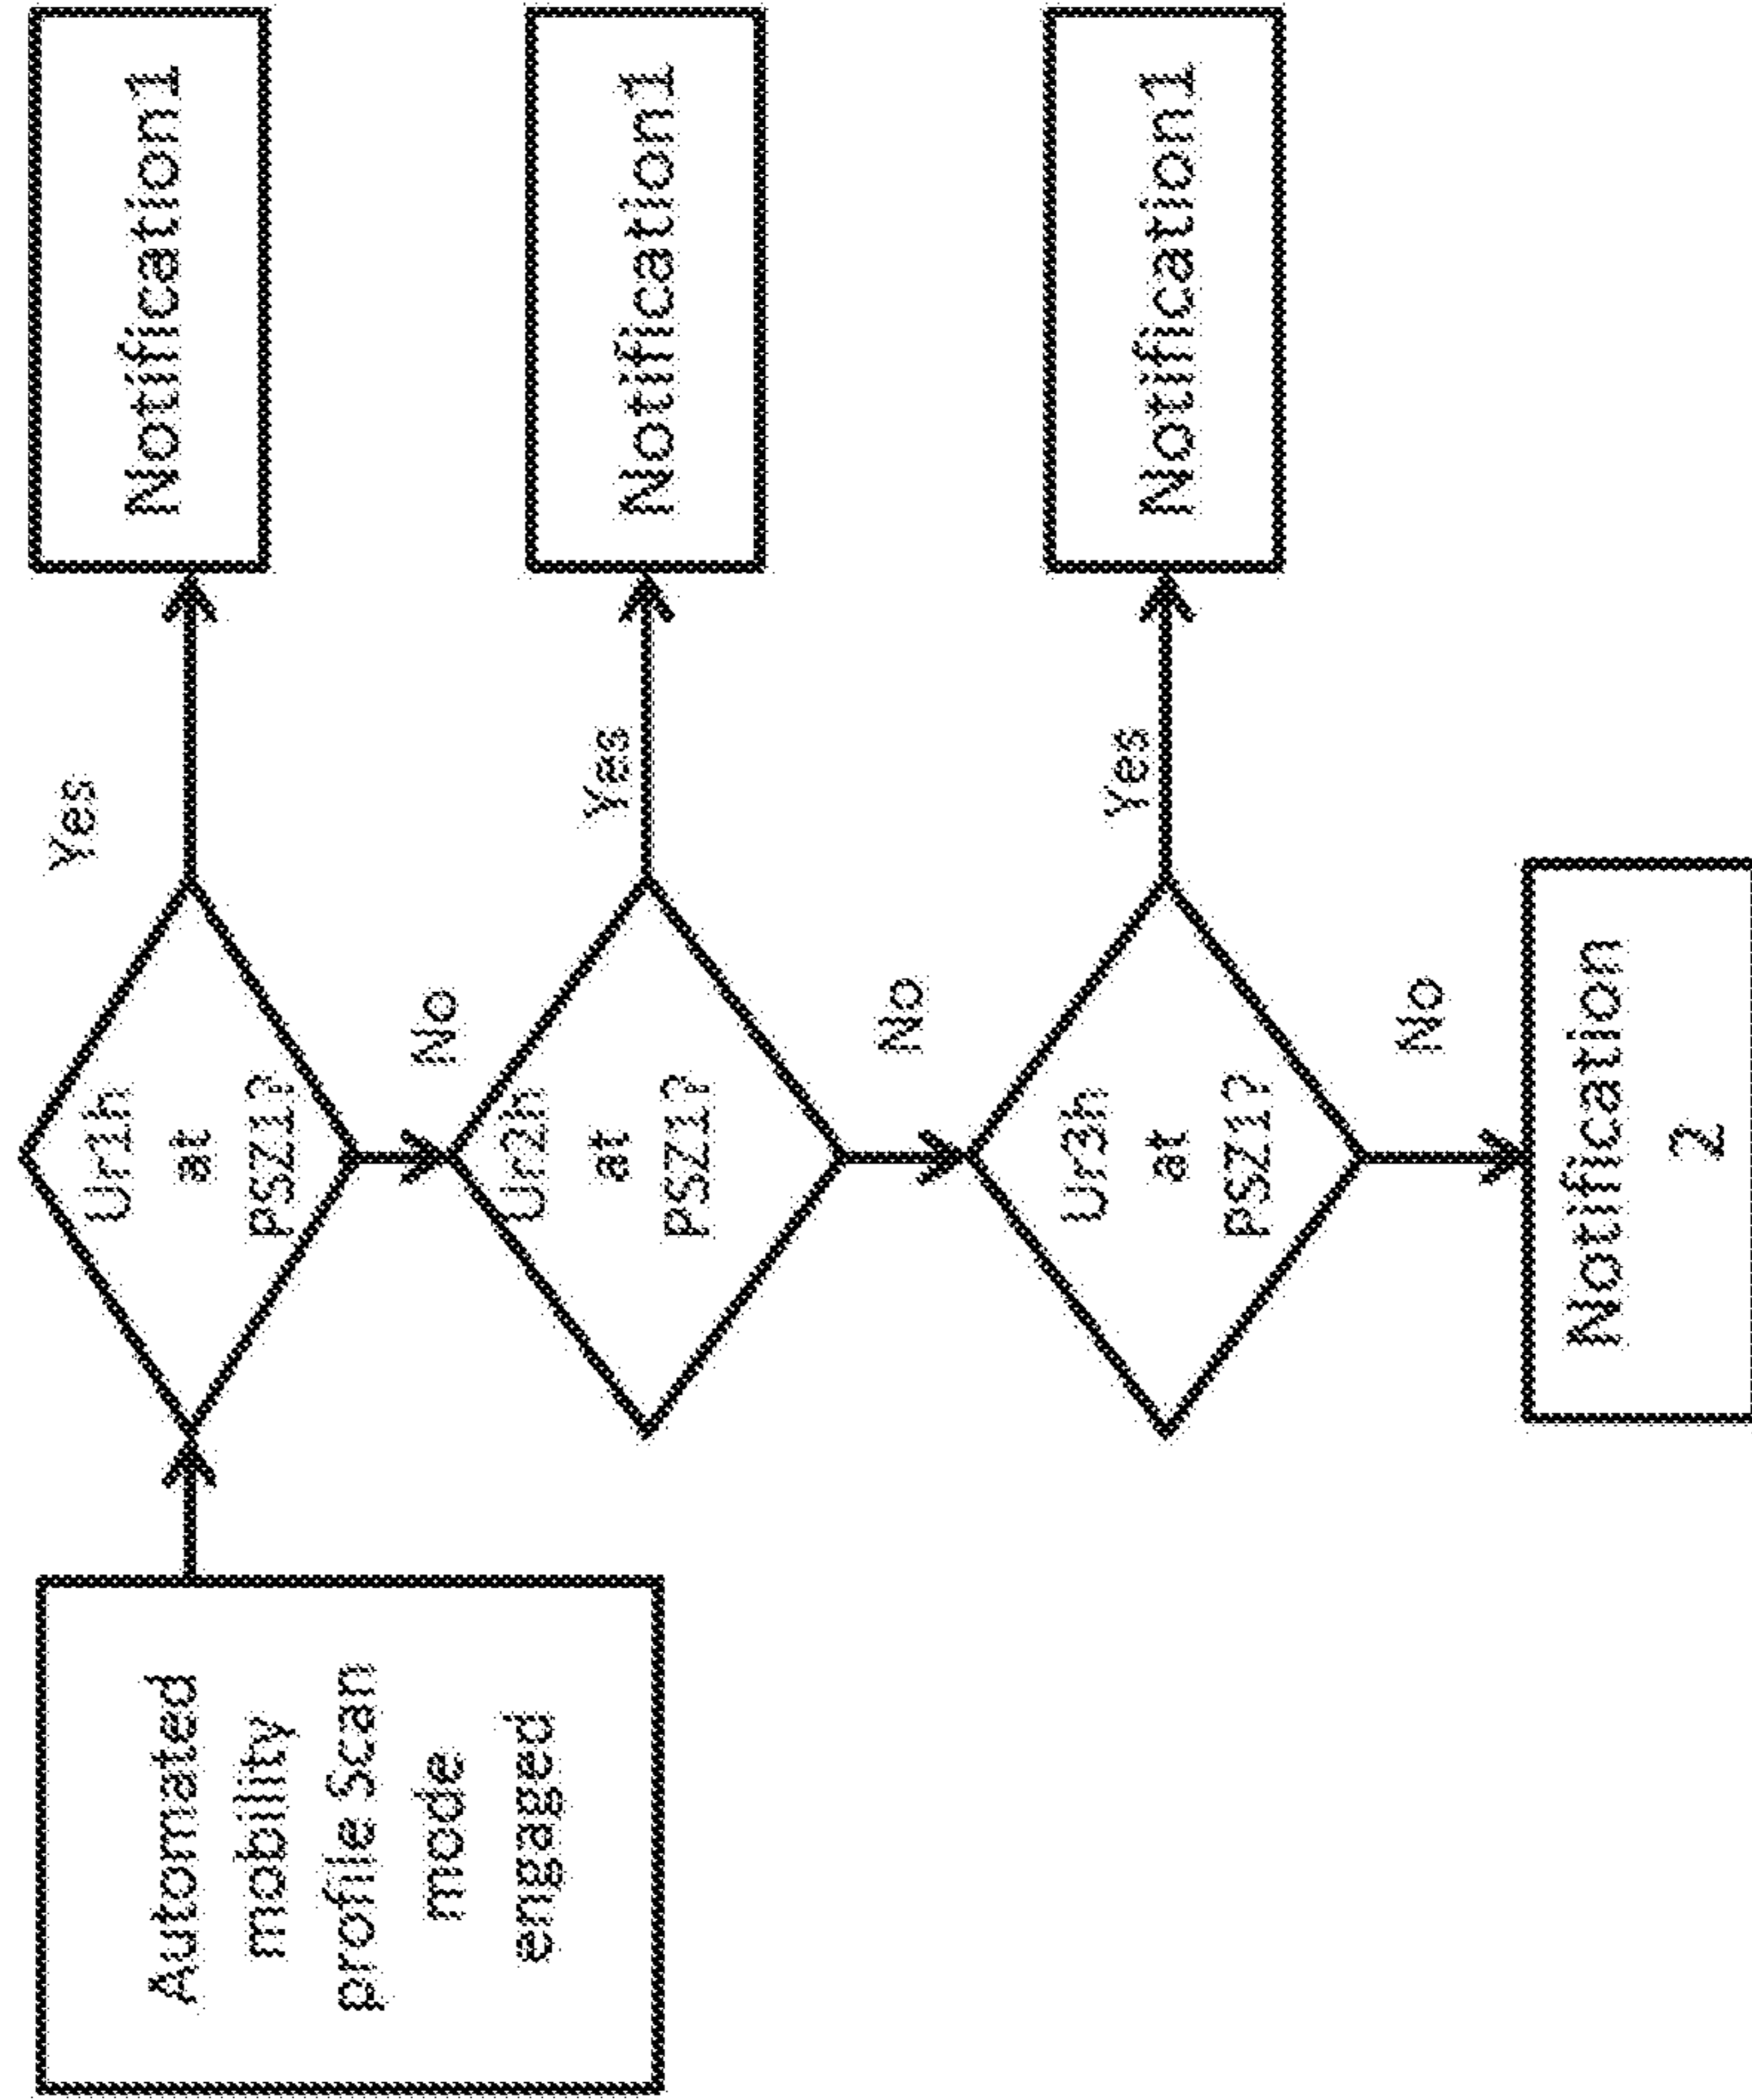 Automated
mobility
profile Scan
mode
engaged
Ur1h
at
PSZ1?
Yes
Notification1
No
Ur2h
at
PSZ1?
Yes
Notification1
No
Ur3h
at
PSZ1?
Yes
Notification1
No
Notification
2